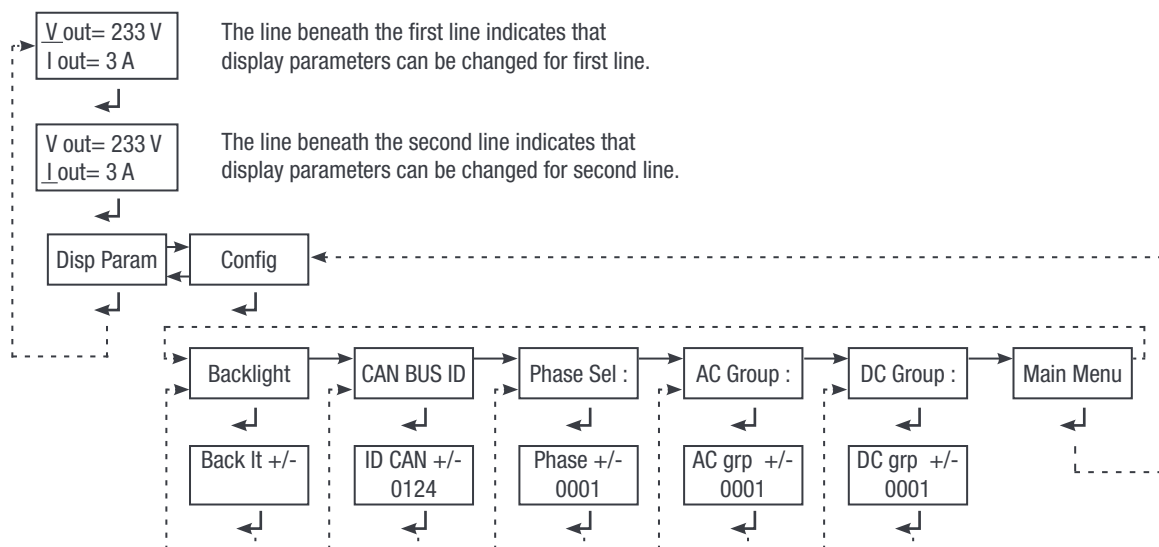 V out= 233 V
I out= 3 A
The line beneath the first line indicates that
display parameters can be changed for first line.
V out= 233 V
I out= 3 A
The line beneath the second line indicates that
display parameters can be changed for second line.
Disp Param
Config
Backlight
CAN BUS ID
Phase Sel :
AC Group :
DC Group :
Main Menu
Back lt +/-
ID CAN +/-
0124
Phase +/-
0001
AC grp +/-
0001
DC grp +/-
0001